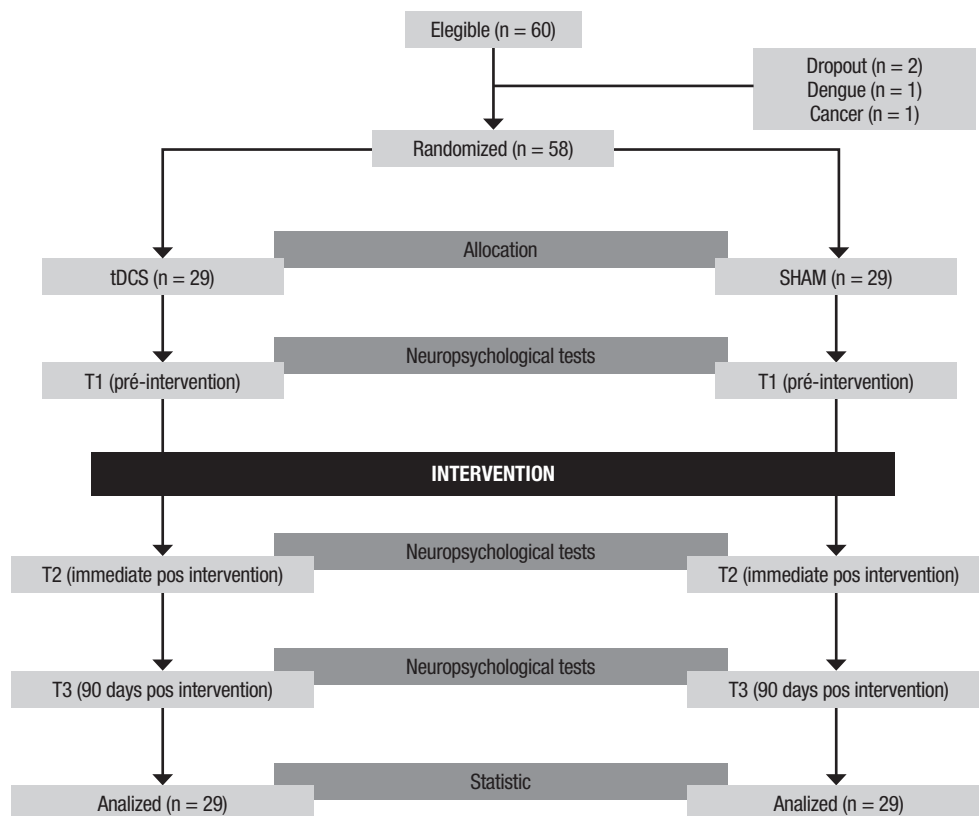 Elegible (n = 60)
Dropout (n = 2)
Dengue (n = 1)
Cancer (n = 1)
Randomized (n = 58)
Allocation
tDCS (n = 29)
SHAM (n = 29)
Neuropsychological tests
T1 (pré-intervention)
T1 (pré-intervention)
INTERVENTION
Neuropsychological tests
T2 (immediate pos intervention)
T2 (immediate pos intervention)
Neuropsychological tests
T3 (90 days pos intervention)
T3 (90 days pos intervention)
Statistic
Analized (n = 29)
Analized (n = 29)